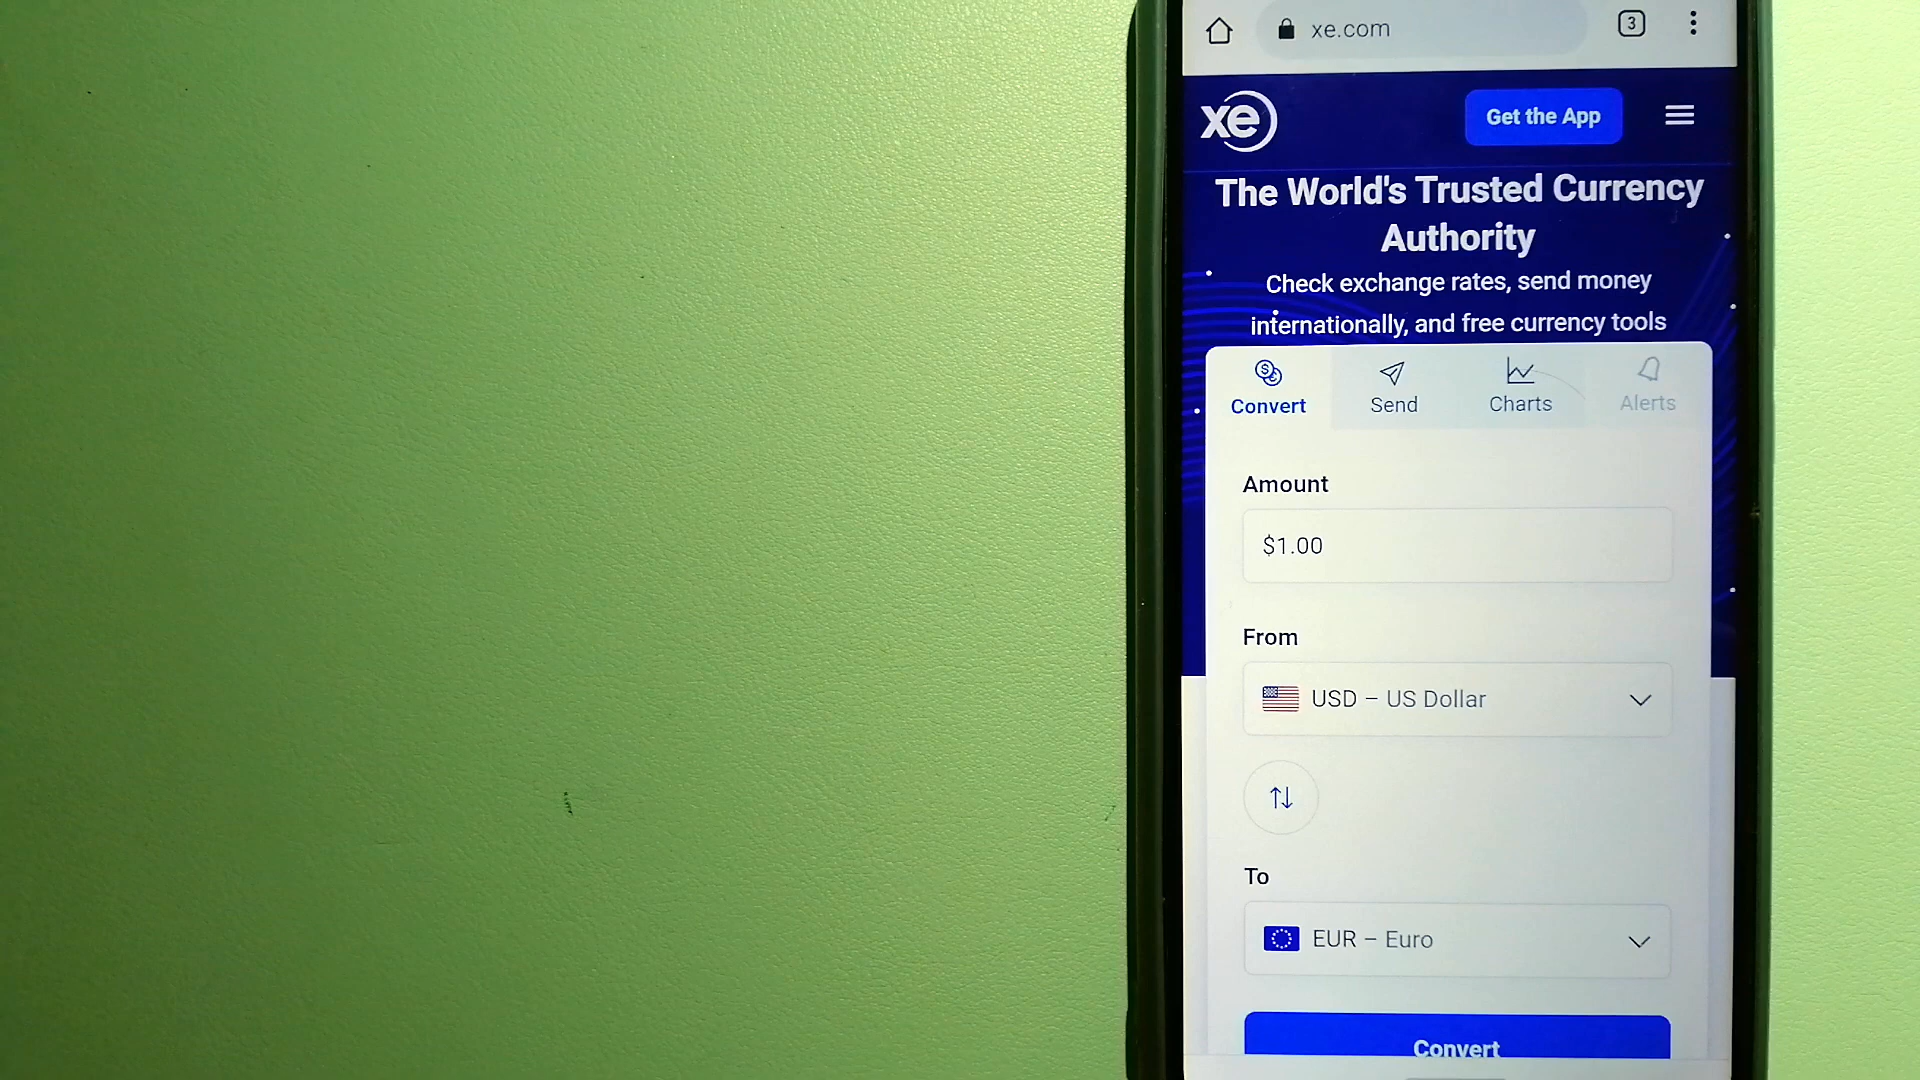 xe.com
3
xe
Get the App
The World's Trusted Currency
Authority
Check exchange rates, send money
internationally, and free currency tools
Convert
Send
Charts
Alerts
Amount
$1.00
From
USD – US Dollar
To
EUR – Euro
Convert